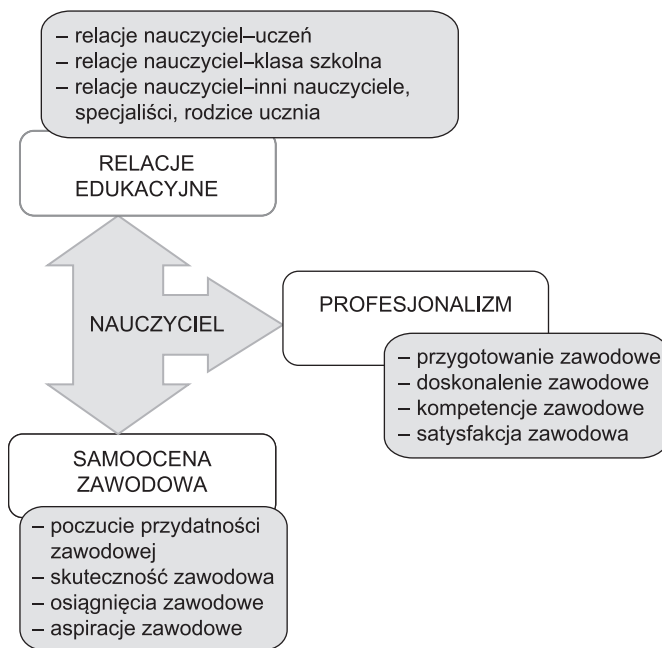 – relacje nauczyciel–uczeń
– relacje nauczyciel–klasa szkolna
– relacje nauczyciel–inni nauczyciele,
specjaliści, rodzice ucznia
RELACJE
EDUKACYJNE
NAUCZYCIEL
PROFESJONALIZM
– przygotowanie zawodowe
– doskonalenie zawodowe
– kompetencje zawodowe
– satysfakcja zawodowa
SAMOOCENA
ZAWODOWA
– poczucie przydatności
zawodowej
– skuteczność zawodowa
– osiągnięcia zawodowe
– aspiracje zawodowe